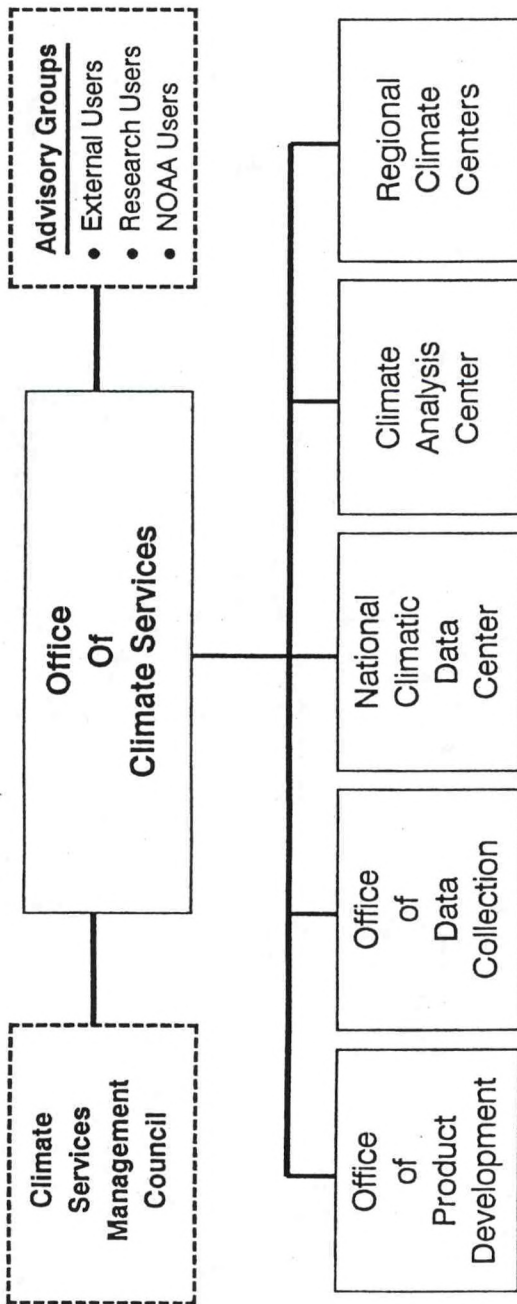 Climate
Services
Management
Council
Office
Of
Climate Services
Advisory Groups
• External Users
• Research Users
• NOAA Users
Office
of
Product
Development
Office
of
Data
Collection
National
Climatic
Data
Center
Climate
Analysis
Center
Regional
Climate
Centers